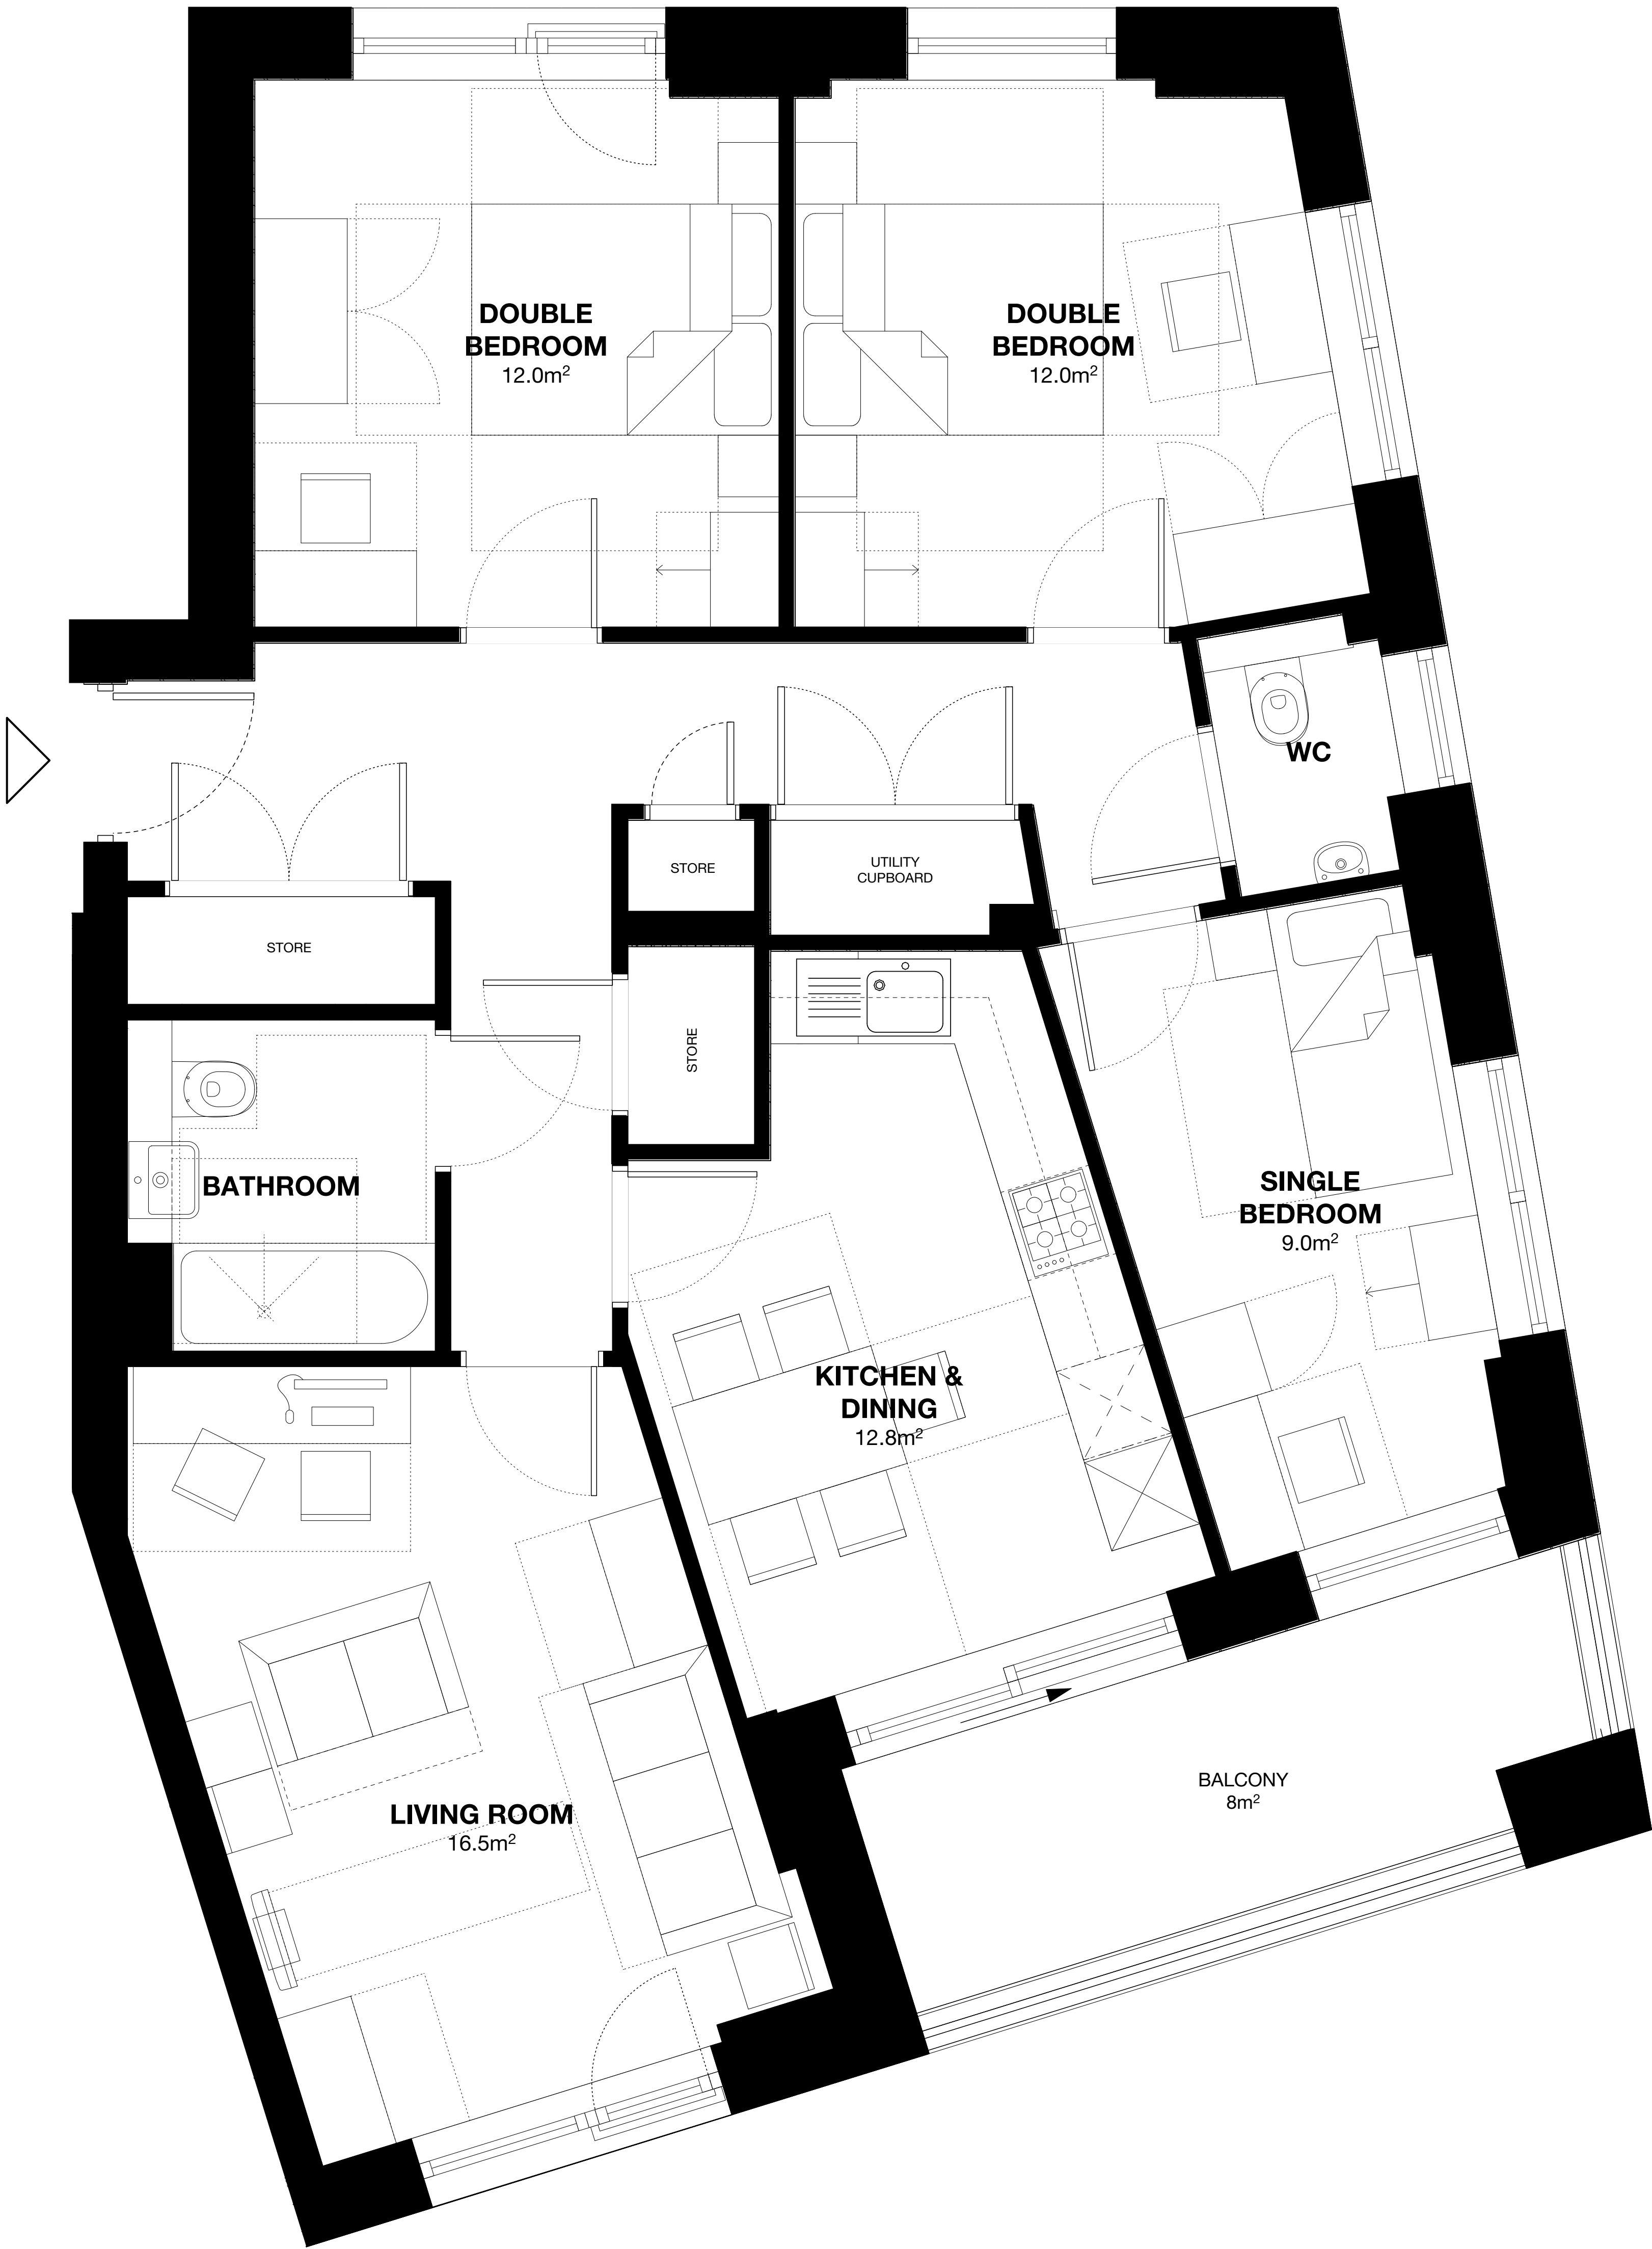 DOUBLE
BEDROOM
12.0m²
DOUBLE
BEDROOM
12.0m²
WC
STORE
UTILITY
CUPBOARD
STORE
STORE
BATHROOM
SINGLE
BEDROOM
9.0m²
KITCHEN &
DINING
12.8m²
BALCONY
8m²
LIVING ROOM
16.5m²